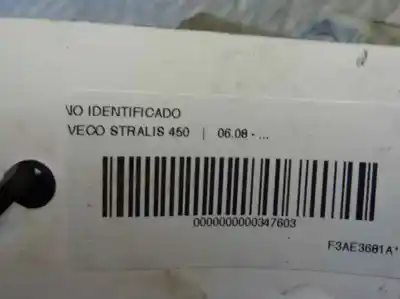 NO IDENTIFICADO
VECO STRALIS 450 | 06.08 - ...
0000000000347603
F3AE3681A*